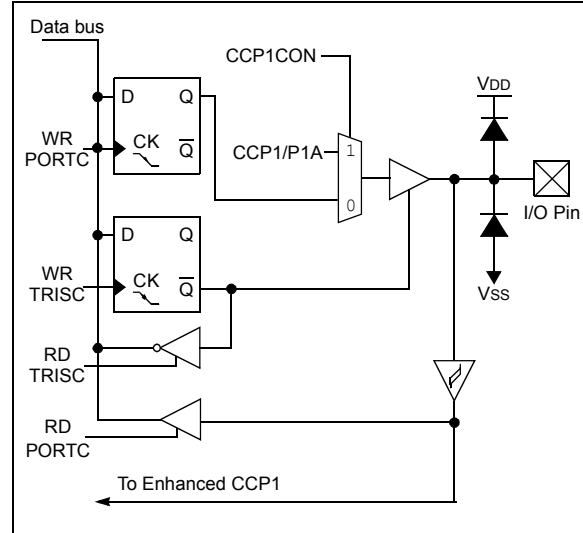 Data bus
CCP1CON
VDD
D Q
WR
PORTC
CK
Q
CCP1/P1A
1
0
I/O Pin
D Q
WR
TRISC
CK
Q
VSS
RD
TRISC
RD
PORTC
To Enhanced CCP1